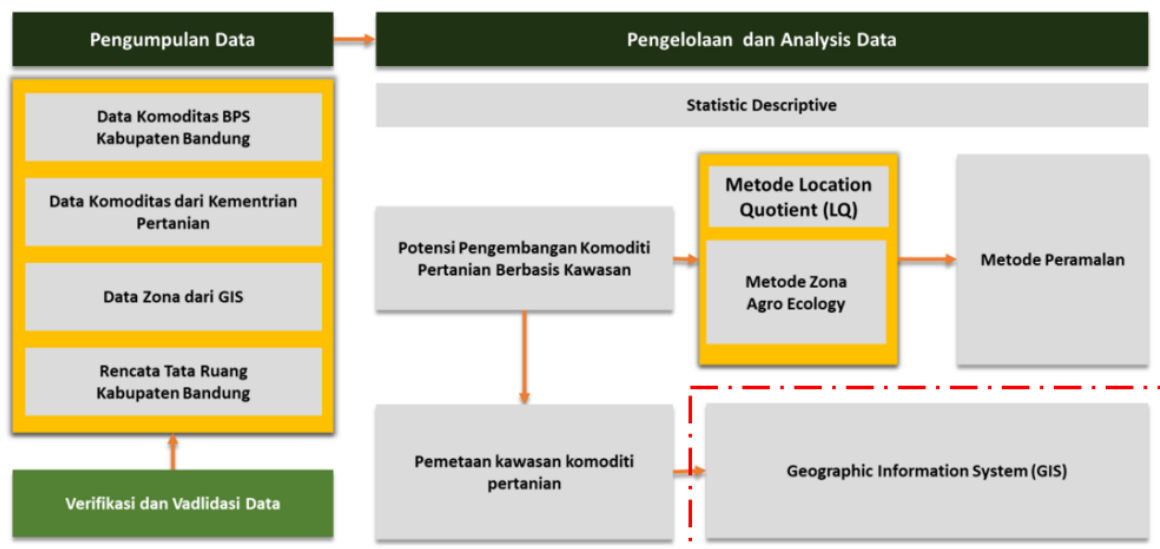 Pengumpulan Data
Data Komoditas BPS
Kabupaten Bandung
Data Komoditas dari Kementrian
Pertanian
Data Zona dari GIS
Rencata Tata Ruang
Kabupaten Bandung
Verifikasi dan Vadlidasi Data
Pengelolaan dan Analysis Data
Statistic Descriptive
Potensi Pengembangan Komoditi
Pertanian Berbasis Kawasan
Metode Location
Quotient (LQ)
Metode Zona
Agro Ecology
Metode Peramalan
Pemetaan kawasan komoditi
pertanian
Geographic Information System (GIS)